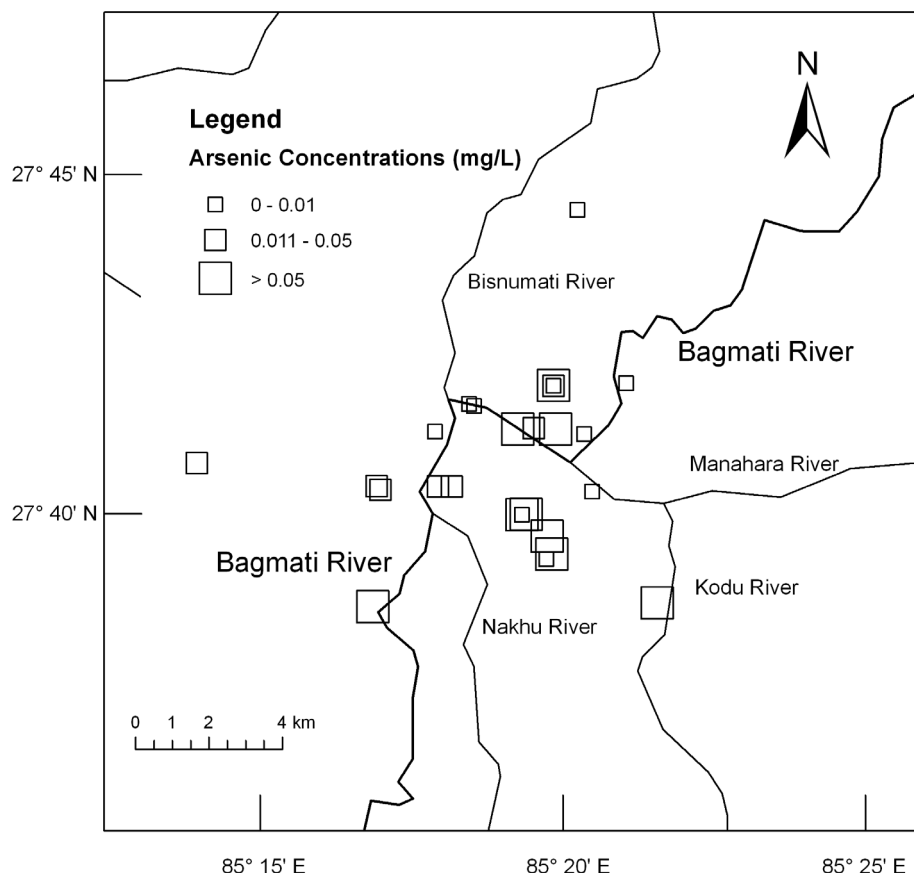 N
Legend
Arsenic Concentrations (mg/L)
27° 45' N
0 - 0.01
0.011 - 0.05
> 0.05
Bisnumati River
Bagmati River
Manahara River
27° 40' N
Bagmati River
Kodu River
Nakhu River
0 1 2 4 km
85° 15' E 85° 20' E 85° 25' E